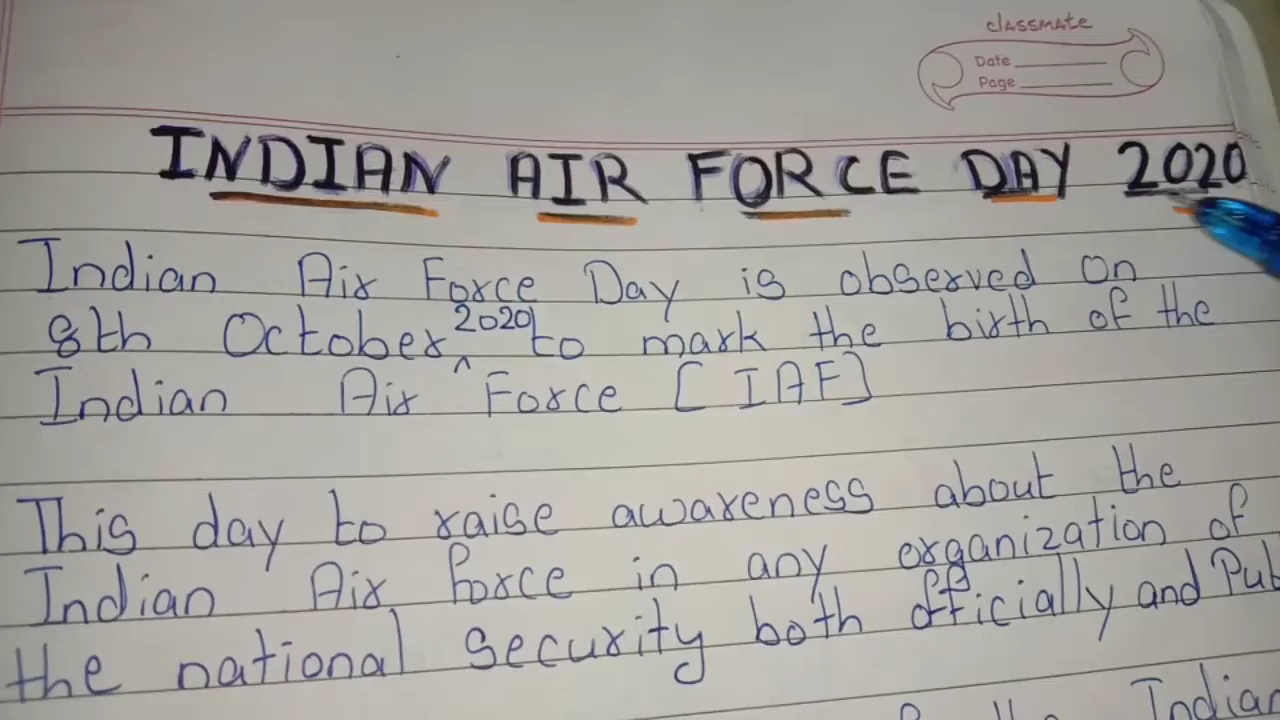 classmate
Date
Page
INDIAN AIR FORCE DAY 2020
Indian Air Force Day is observed on
8th October 2020 to mark the birth of the
Indian Air Force [IAF]
This day to raise awareness about the
Indian Air force in any organization of
the national security both officially and Pub
Indian